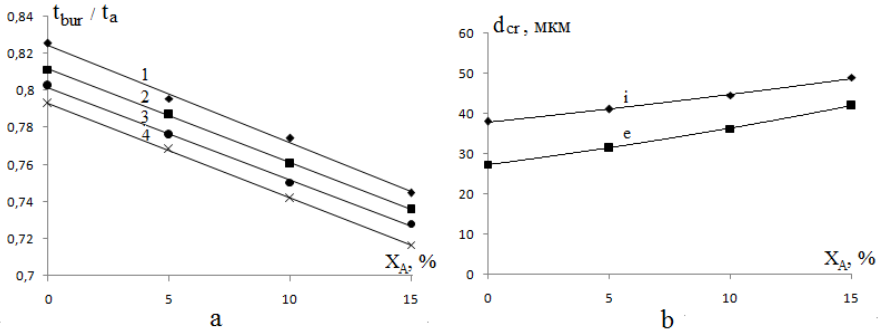 t_bur / t_a
0,84
0,82
0,8
0,78
0,76
0,74
0,72
0,7
1
2
3
4
X_A, %
0 5 10 15
a
d_cr, мкм
60
50
40
30
20
10
0
i
e
X_A, %
0 5 10 15
b